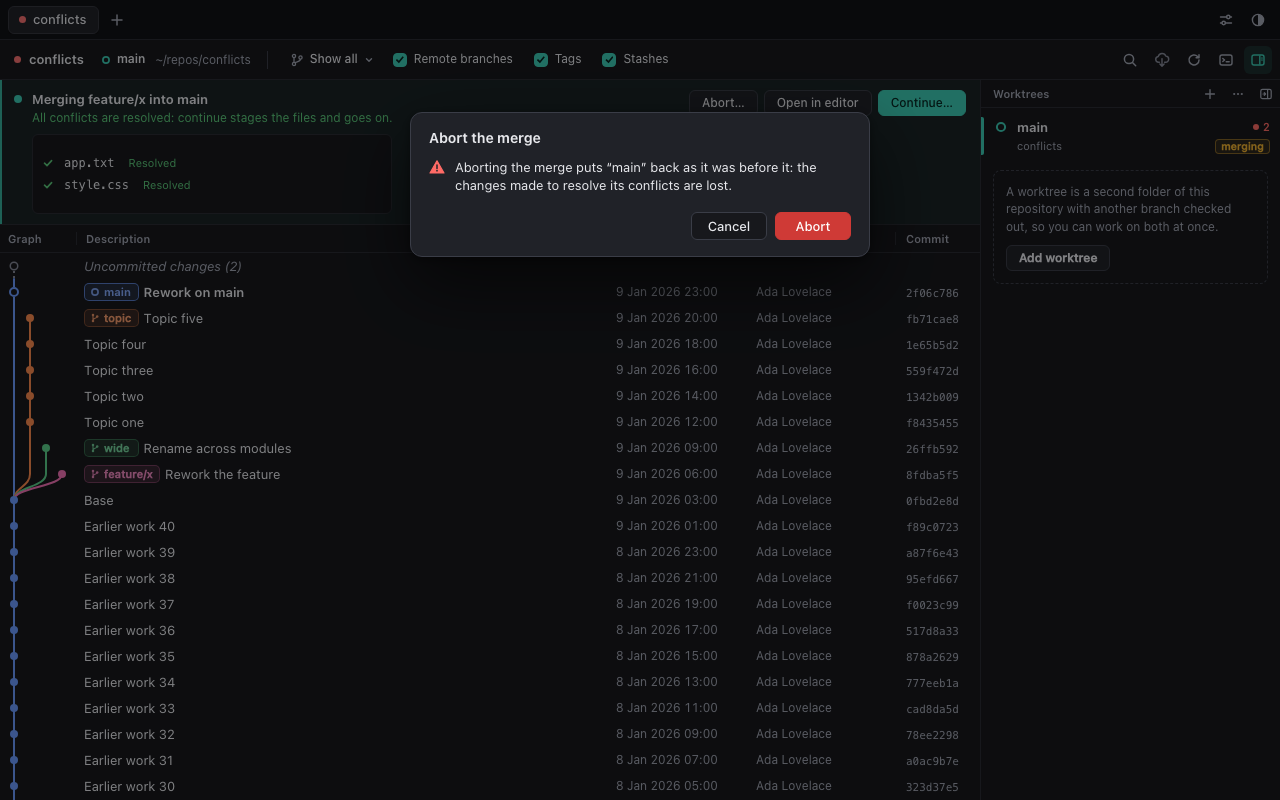 conflicts
conflicts main ~/repos/conflicts Show all Remote branches Tags Stashes
Merging feature/x into main
All conflicts are resolved: continue stages the files and goes on.
Abort... Open in editor Continue...
app.txt Resolved
style.css Resolved
Abort the merge
Aborting the merge puts “main” back as it was before it: the
changes made to resolve its conflicts are lost.
Cancel Abort
Worktrees
main 2
conflicts merging
A worktree is a second folder of this
repository with another branch checked
out, so you can work on both at once.
Add worktree
Graph Description Commit
Uncommitted changes (2)
main Rework on main 9 Jan 2026 23:00 Ada Lovelace 2f06c786
topic Topic five 9 Jan 2026 20:00 Ada Lovelace fb71cae8
Topic four 9 Jan 2026 18:00 Ada Lovelace 1e65b5d2
Topic three 9 Jan 2026 16:00 Ada Lovelace 559f472d
Topic two 9 Jan 2026 14:00 Ada Lovelace 1342b009
Topic one 9 Jan 2026 12:00 Ada Lovelace f8435455
wide Rename across modules 9 Jan 2026 09:00 Ada Lovelace 26ffb592
feature/x Rework the feature 9 Jan 2026 06:00 Ada Lovelace 8fdba5f5
Base 9 Jan 2026 03:00 Ada Lovelace 0fbd2e8d
Earlier work 40 9 Jan 2026 01:00 Ada Lovelace f89c0723
Earlier work 39 8 Jan 2026 23:00 Ada Lovelace a87f6e43
Earlier work 38 8 Jan 2026 21:00 Ada Lovelace 95efd667
Earlier work 37 8 Jan 2026 19:00 Ada Lovelace f0023c99
Earlier work 36 8 Jan 2026 17:00 Ada Lovelace 517d8a33
Earlier work 35 8 Jan 2026 15:00 Ada Lovelace 878a2629
Earlier work 34 8 Jan 2026 13:00 Ada Lovelace 777eeb1a
Earlier work 33 8 Jan 2026 11:00 Ada Lovelace cad8da5d
Earlier work 32 8 Jan 2026 09:00 Ada Lovelace 78ee2298
Earlier work 31 8 Jan 2026 07:00 Ada Lovelace a0ac9b7e
Earlier work 30 8 Jan 2026 05:00 Ada Lovelace 323d37e5